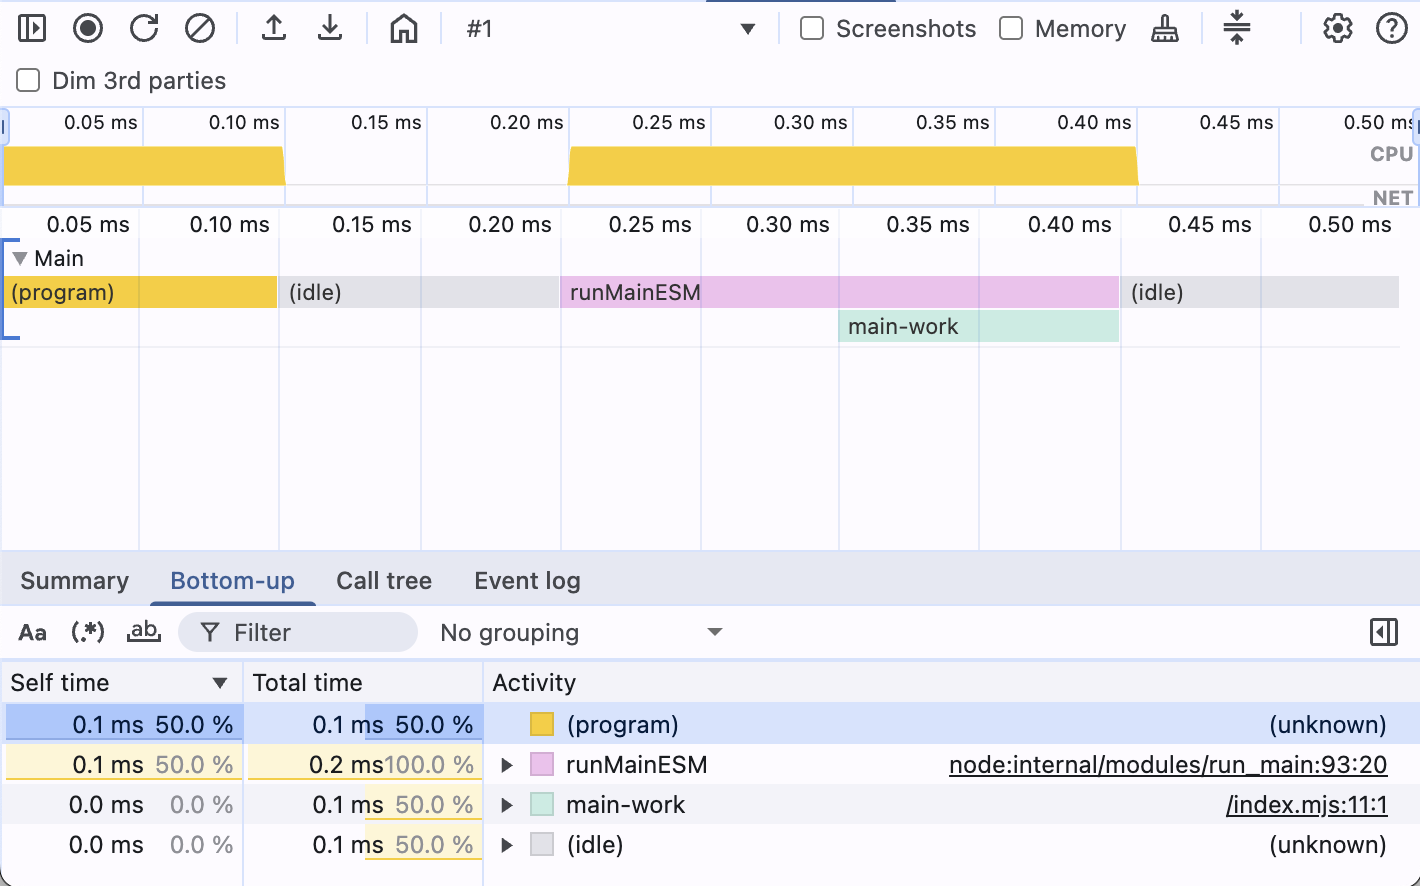 #1 Screenshots Memory
Dim 3rd parties
0.05 ms 0.10 ms 0.15 ms 0.20 ms 0.25 ms 0.30 ms 0.35 ms 0.40 ms 0.45 ms 0.50 ms
CPU
NET
0.05 ms 0.10 ms 0.15 ms 0.20 ms 0.25 ms 0.30 ms 0.35 ms 0.40 ms 0.45 ms 0.50 ms
Main
(program) (idle) runMainESM (idle)
main-work
Summary Bottom-up Call tree Event log
Aa (.*) ab Filter No grouping
Self time Total time Activity
0.1 ms 50.0 % 0.1 ms 50.0 % (program) (unknown)
0.1 ms 50.0 % 0.2 ms 100.0 % runMainESM node:internal/modules/run_main:93:20
0.0 ms 0.0 % 0.1 ms 50.0 % main-work /index.mjs:11:1
0.0 ms 0.0 % 0.1 ms 50.0 % (idle) (unknown)